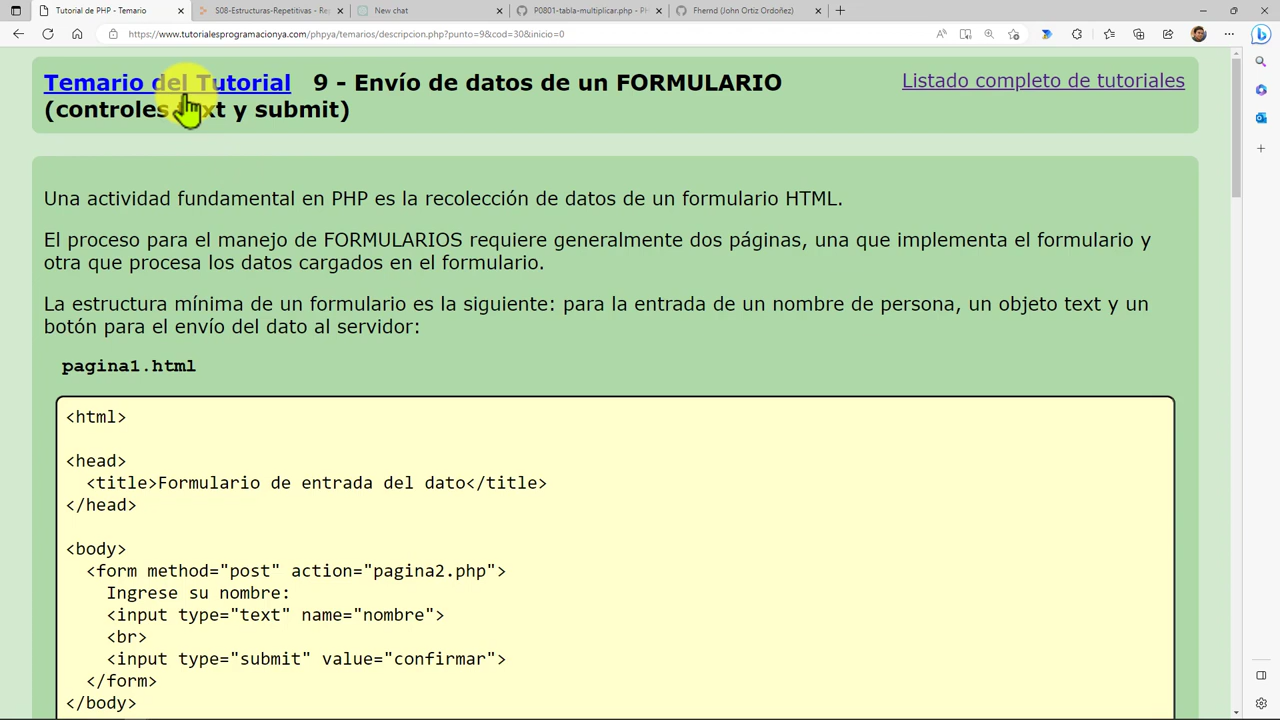 Tutorial de PHP - Temario
S08-Estructuras-Repetitivas - Re
New chat
P0801-tabla-multiplicar.php - PH
Fhernd (John Ortiz Ordoñez)
https://www.tutorialesprogramacionya.com/phpya/temarios/descripcion.php?punto=9&cod=30&inicio=0
Temario del Tutorial 9 - Envío de datos de un FORMULARIO
(controles text y submit)
Listado completo de tutoriales
Una actividad fundamental en PHP es la recolección de datos de un formulario HTML.
El proceso para el manejo de FORMULARIOS requiere generalmente dos páginas, una que implementa el formulario y
otra que procesa los datos cargados en el formulario.
La estructura mínima de un formulario es la siguiente: para la entrada de un nombre de persona, un objeto text y un
botón para el envío del dato al servidor:
pagina1.html
<html>
<head>
<title>Formulario de entrada del dato</title>
</head>
<body>
<form method="post" action="pagina2.php">
Ingrese su nombre:
<input type="text" name="nombre">
<br>
<input type="submit" value="confirmar">
</form>
</body>